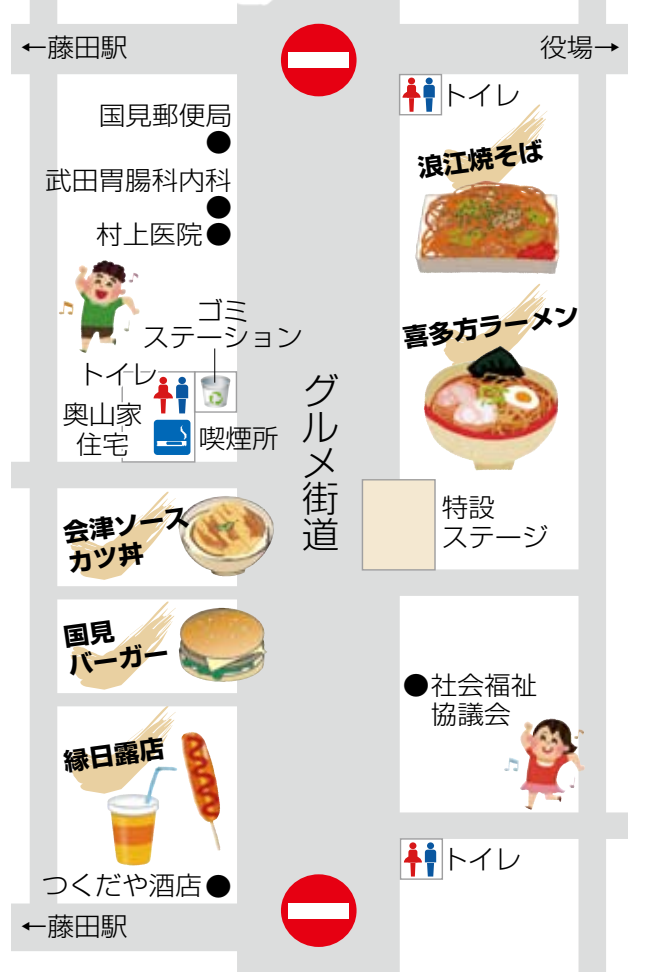 ←藤田駅
役場→
トイレ
国見郵便局
浪江焼そば
武田胃腸科内科
村上医院
ゴミ
ステーション
喜多方ラーメン
トイレ
奥山家
住宅
喫煙所
グルメ街道
会津ソース
カツ丼
特設
ステージ
国見
バーガー
社会福祉
協議会
縁日露店
トイレ
つくだや酒店
←藤田駅